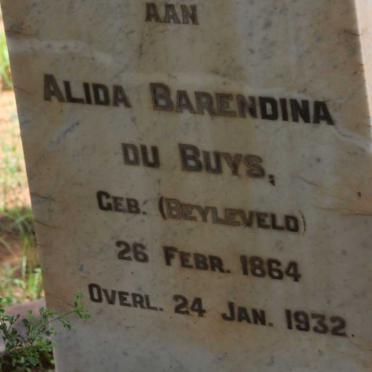 AAN
ALIDA BARENDINA
DU BUYS,
GEB. (BEYLEVELD)
26 FEBR. 1864
OVERL. 24 JAN. 1932.